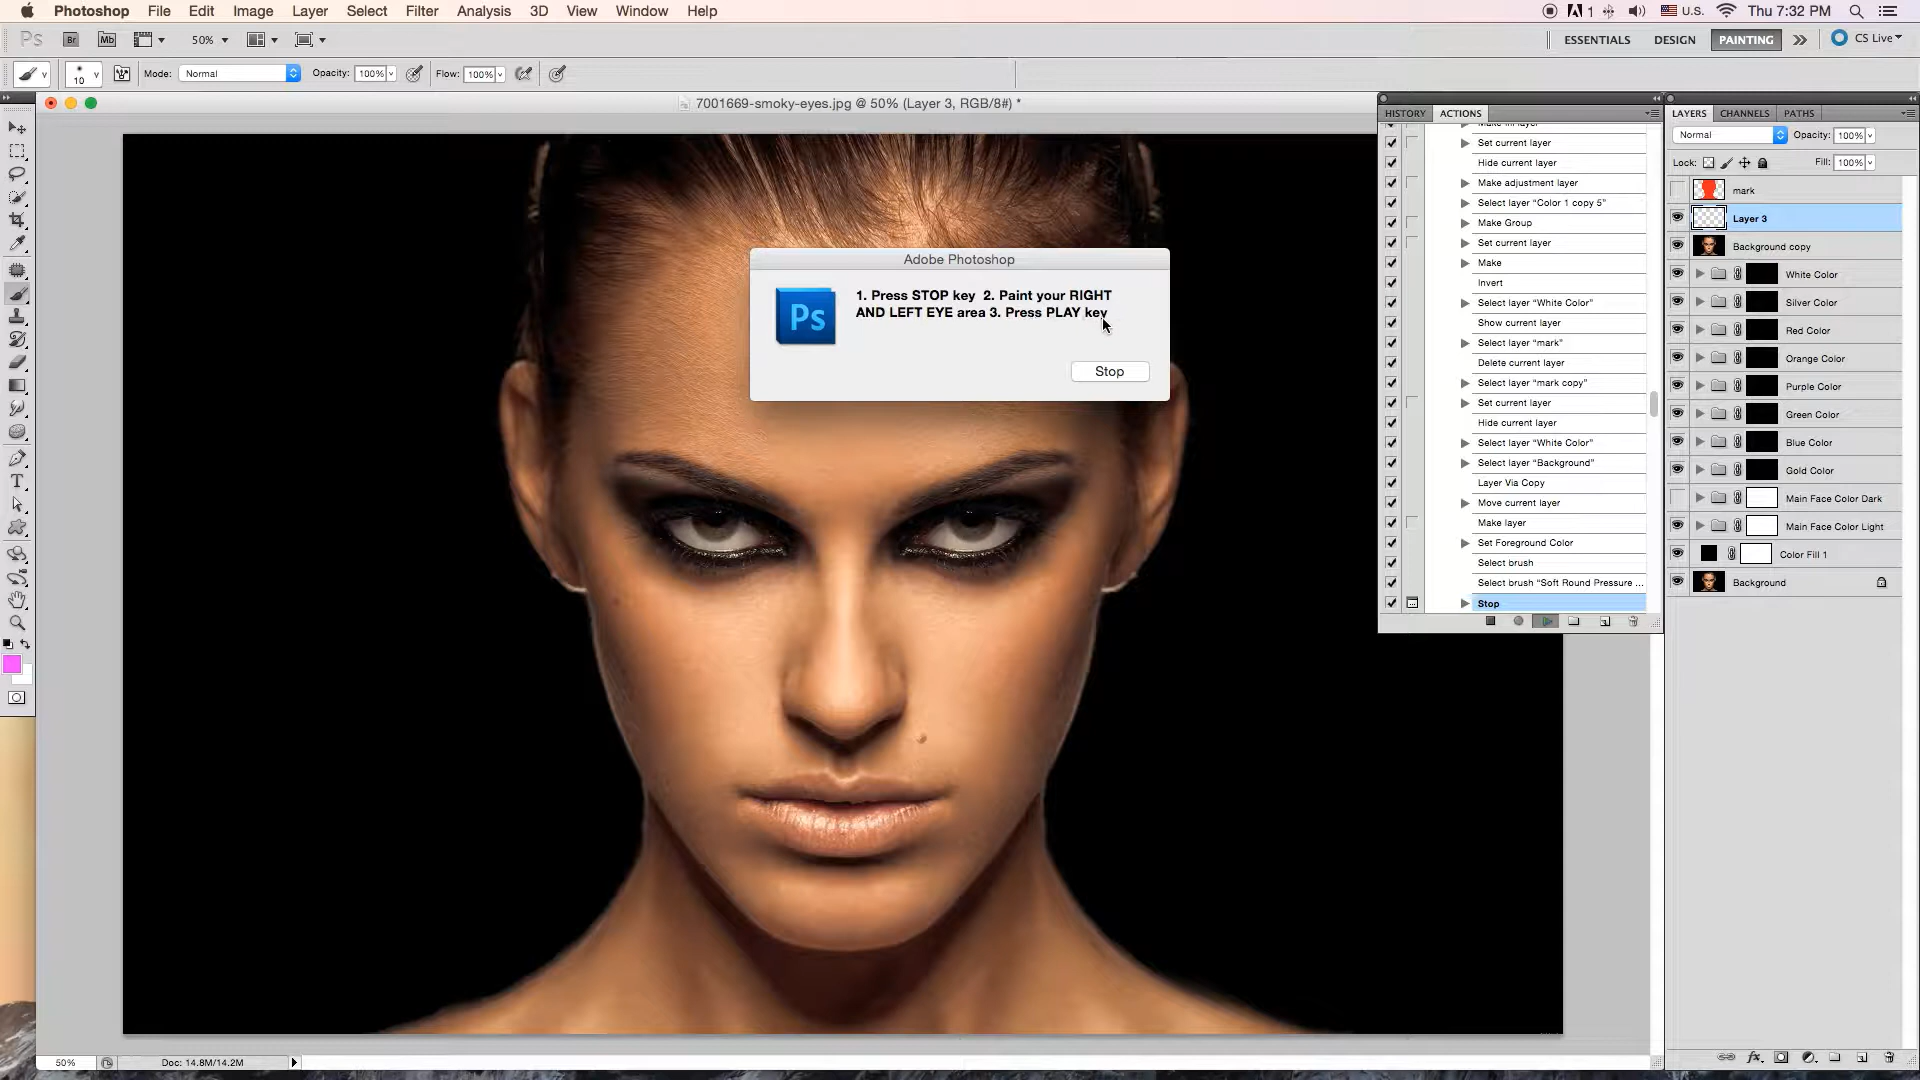 Photoshop File Edit Image Layer Select Filter Analysis 3D View Window Help
1 U.S. Thu 7:32 PM
Ps Br Mb 50% ESSENTIALS DESIGN PAINTING CS Live
10 Mode: Normal Opacity: 100% Flow: 100%
7001669-smoky-eyes.jpg @ 50% (Layer 3, RGB/8#) *
Adobe Photoshop
Ps
1. Press STOP key 2. Paint your RIGHT
AND LEFT EYE area 3. Press PLAY key
Stop
HISTORY ACTIONS
Set current layer
Hide current layer
Make adjustment layer
Select layer “Color 1 copy 5”
Make Group
Set current layer
Make
Invert
Select layer “White Color”
Show current layer
Select layer “mark”
Delete current layer
Select layer “mark copy”
Set current layer
Hide current layer
Select layer “White Color”
Select layer “Background”
Layer Via Copy
Move current layer
Make layer
Set Foreground Color
Select brush
Select brush “Soft Round Pressure ...
Stop
LAYERS CHANNELS PATHS
Normal Opacity: 100%
Lock: Fill: 100%
mark
Layer 3
Background copy
White Color
Silver Color
Red Color
Orange Color
Purple Color
Green Color
Blue Color
Gold Color
Main Face Color Dark
Main Face Color Light
Color Fill 1
Background
T
50% Doc: 14.8M/14.2M
fx